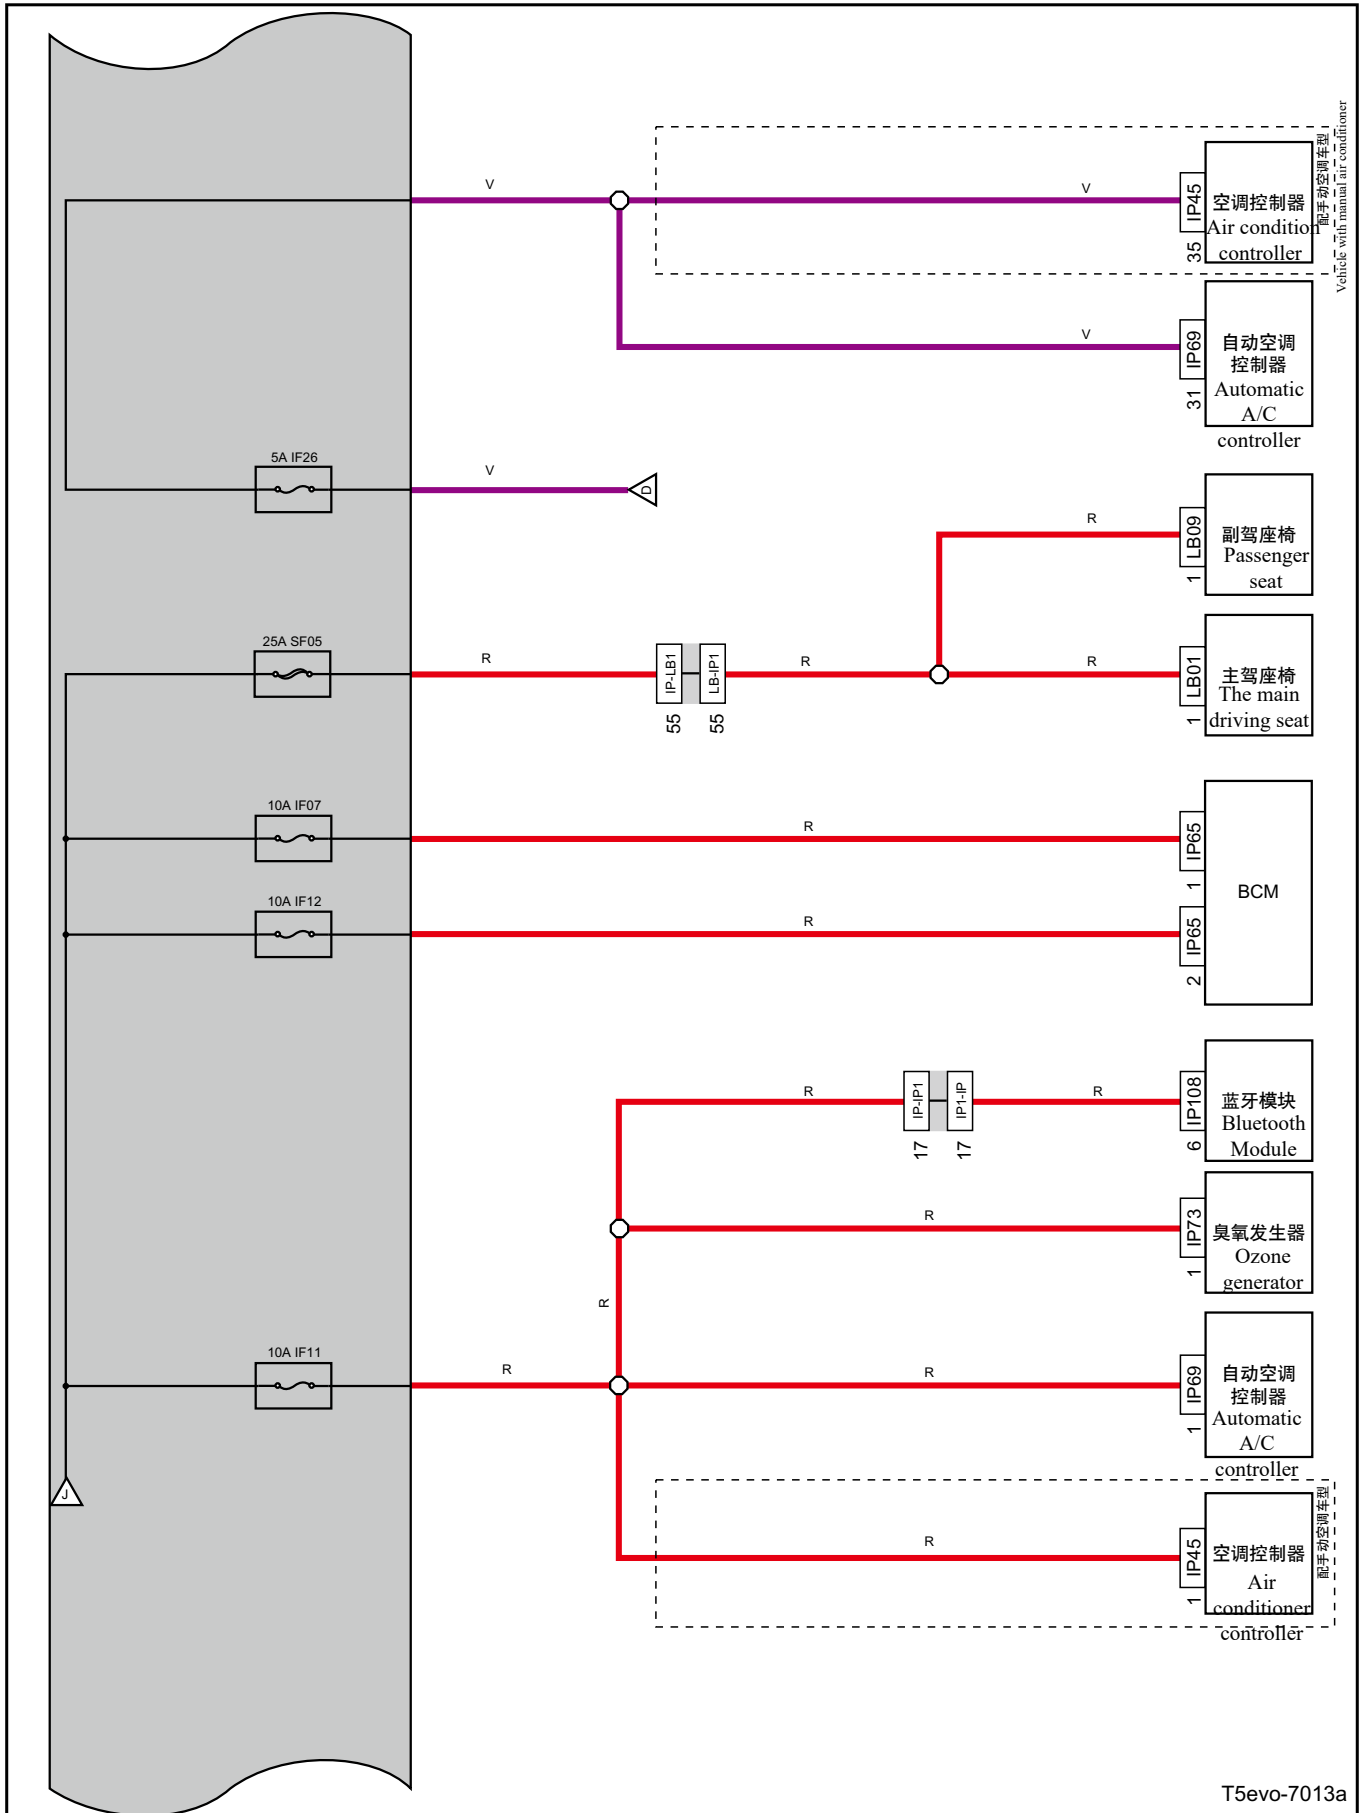 V
V
IP45
35
空调控制器
Air condition
controller
配手动空调车型
Vehicle with manual air conditioner
V
IP69
31
自动空调
控制器
Automatic
A/C
controller
5A IF26
V
D
R
LB09
1
副驾座椅
Passenger
seat
25A SF05
R
IP-LB1
55
LB-IP1
55
R
R
LB01
1
主驾座椅
The main
driving seat
10A IF07
R
IP65
1
BCM
10A IF12
R
IP65
2
R
IP-IP1
17
IP1-IP
17
R
IP108
6
蓝牙模块
Bluetooth
Module
R
IP73
1
臭氧发生器
Ozone
generator
R
10A IF11
R
R
IP69
1
自动空调
控制器
Automatic
A/C
controller
J
R
IP45
1
空调控制器
Air
conditioner
controller
配手动空调车型
T5evo-7013a